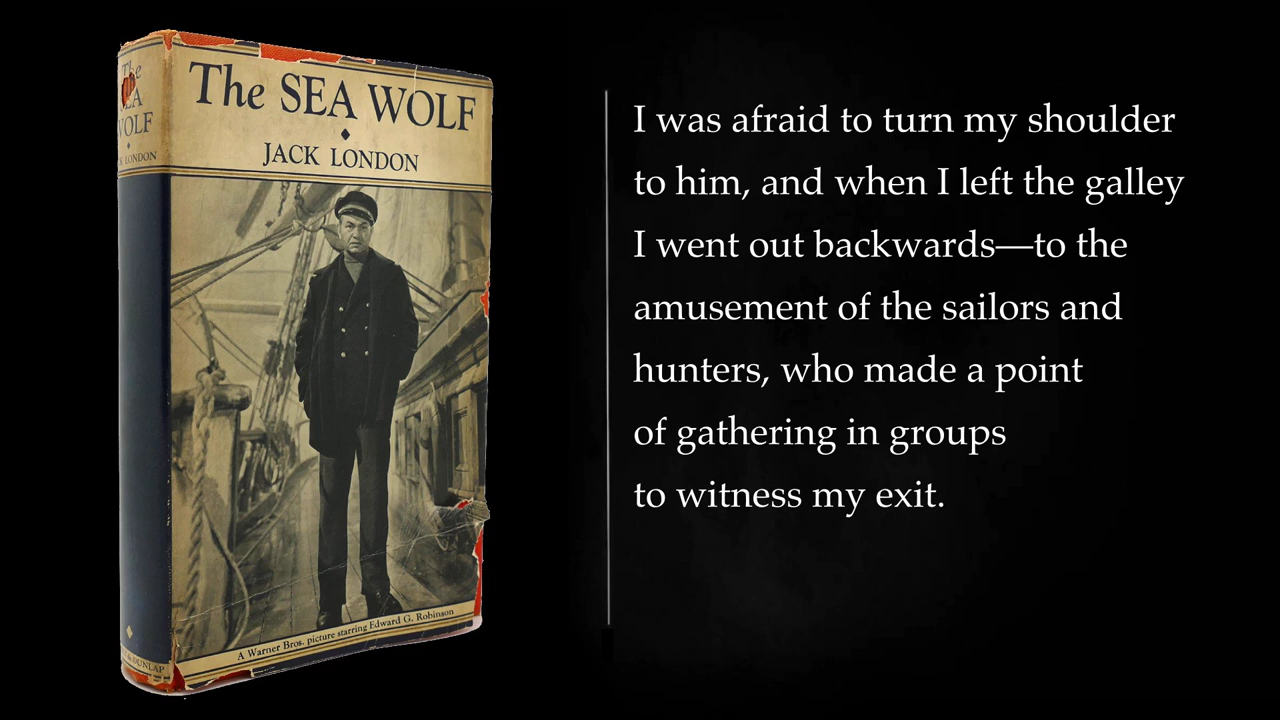 The SEA WOLF
JACK LONDON
A Warner Bros. picture starring Edward G. Robinson
The
SEA
WOLF
LONDON
DUNLAP
I was afraid to turn my shoulder
to him, and when I left the galley
I went out backwards—to the
amusement of the sailors and
hunters, who made a point
of gathering in groups
to witness my exit.